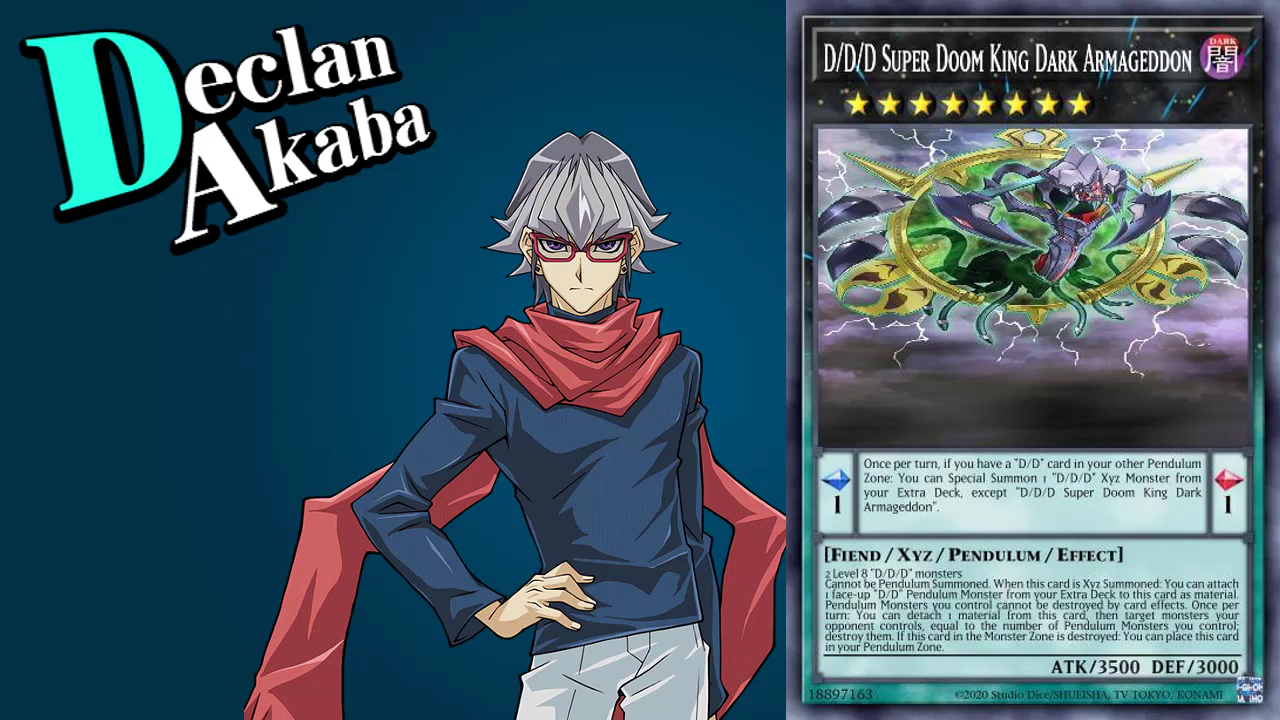 Declan
Akaba
D/D/D Super Doom King Dark Armageddon
DARK
闇
Once per turn, if you have a "D/D" card in your other Pendulum
Zone: You can Special Summon 1 "D/D/D" Xyz Monster from
your Extra Deck, except "D/D/D Super Doom King Dark
Armageddon".
1
1
[Fiend / Xyz / Pendulum / Effect]
2 Level 8 "D/D/D" monsters
Cannot be Pendulum Summoned. When this card is Xyz Summoned: You can attach
1 face-up "D/D" Pendulum Monster from your Extra Deck to this card as material.
Pendulum Monsters you control cannot be destroyed by card effects. Once per
turn: You can detach 1 material from this card, then target monsters your
opponent controls, equal to the number of Pendulum Monsters you control;
destroy them. If this card in the Monster Zone is destroyed: You can place this card
in your Pendulum Zone.
ATK/3500 DEF/3000
18897163
©2020 Studio Dice/SHUEISHA, TV TOKYO, KONAMI